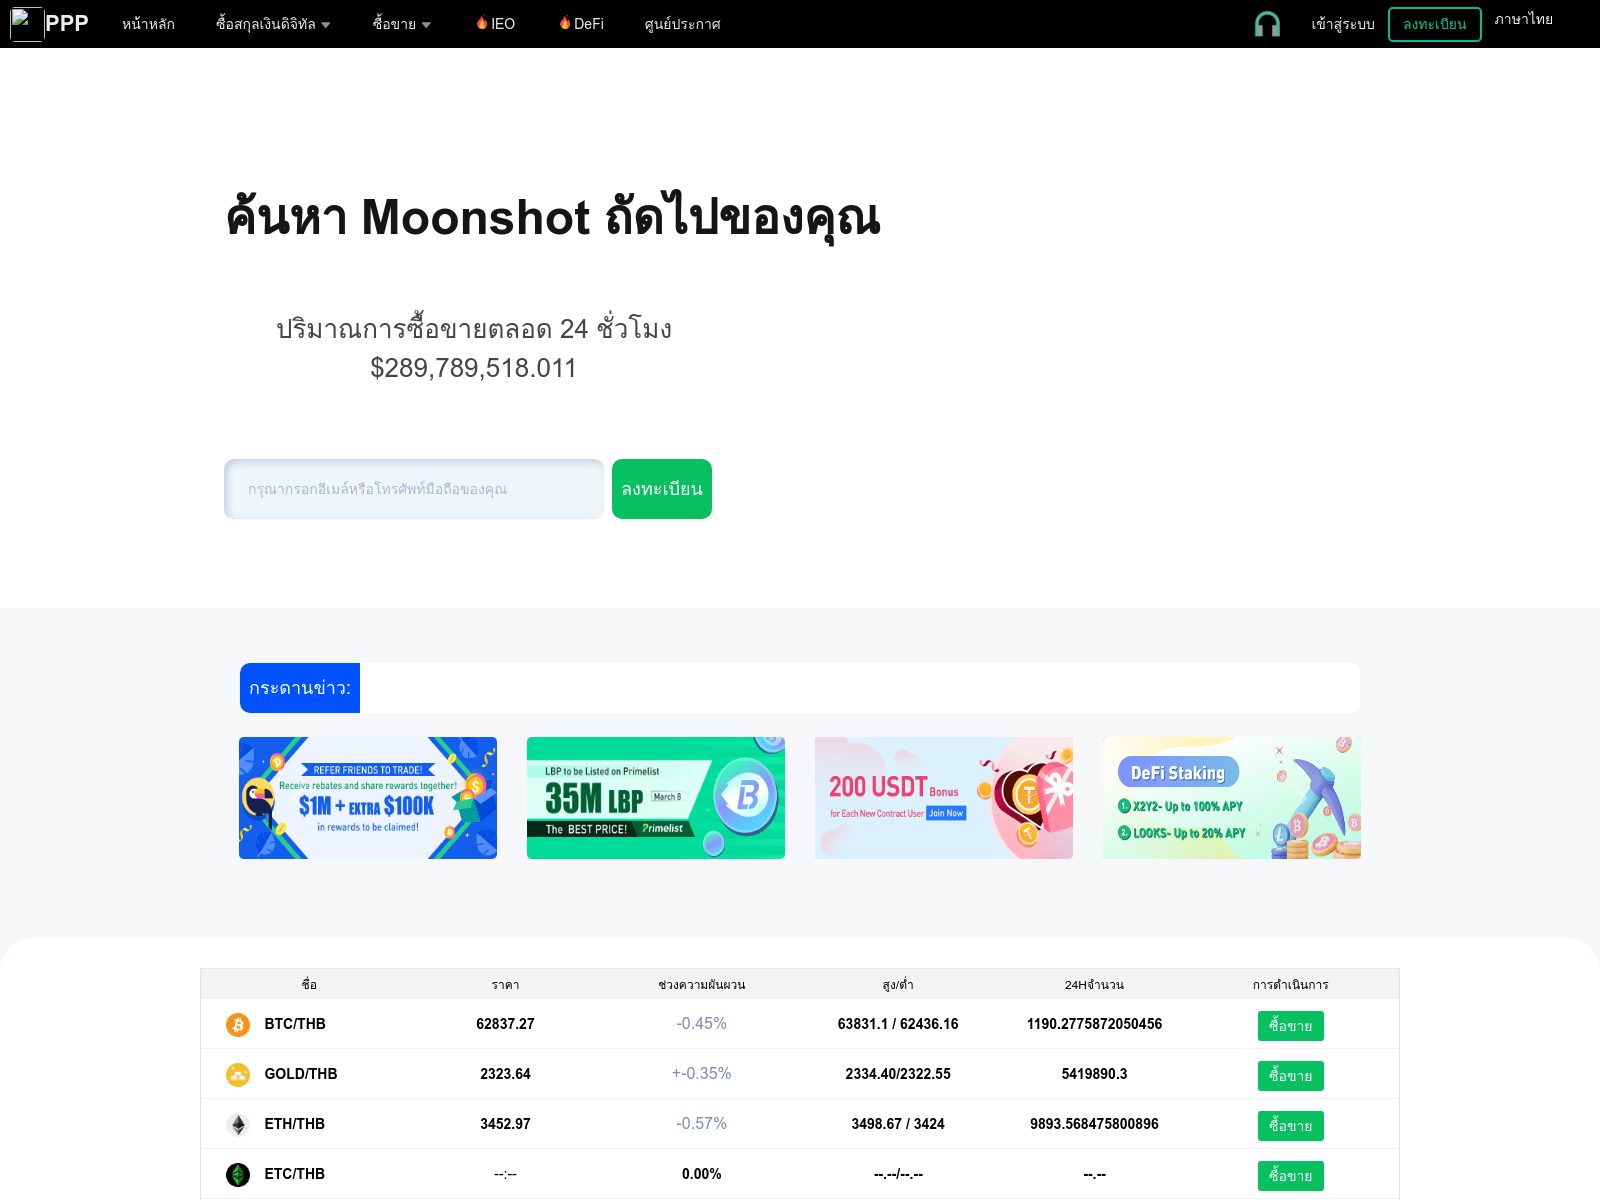 PPP
หน้าหลัก
ซื้อสกุลเงินดิจิทัล
ซื้อขาย
IEO
DeFi
ศูนย์ประกาศ
เข้าสู่ระบบ
ลงทะเบียน
ภาษาไทย
ค้นหา Moonshot ถัดไปของคุณ
ปริมาณการซื้อขายตลอด 24 ชั่วโมง
$289,789,518.011
กรุณากรอกอีเมล์หรือโทรศัพท์มือถือของคุณ
ลงทะเบียน
กระดานข่าว:
REFER FRIENDS TO TRADE!
Receive rebates and share rewards together!
$1M + EXTRA $100K
in rewards to be claimed!
LBP to be Listed on Primelist
35M LBP March 8
The BEST PRICE! Primelist
200 USDT Bonus
for Each New Contract User Join Now
DeFi Staking
1. X2Y2- Up to 100% APY
2. LOOKS- Up to 20% APY
ชื่อ ราคา ช่วงความผันผวน สูง/ต่ำ 24Hจำนวน การดำเนินการ
BTC/THB 62837.27 -0.45% 63831.1 / 62436.16 1190.2775872050456 ซื้อขาย
GOLD/THB 2323.64 +-0.35% 2334.40/2322.55 5419890.3 ซื้อขาย
ETH/THB 3452.97 -0.57% 3498.67 / 3424 9893.568475800896 ซื้อขาย
ETC/THB --:-- 0.00% --.--/--.-- --.-- ซื้อขาย